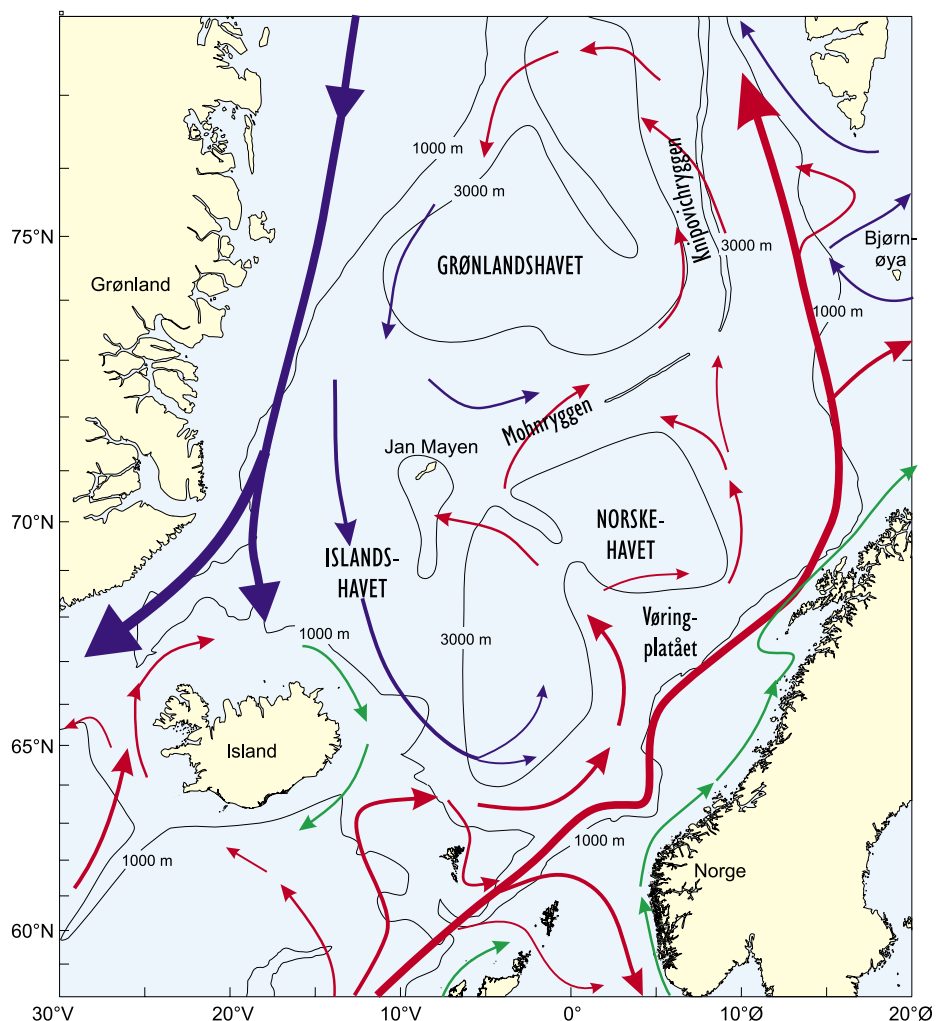 1000 m
3000 m
Knipovichryggen
75°N
GRØNLANDSHAVET
3000 m
Bjørn-
øya
Grønland
1000 m
Mohnryggen
Jan Mayen
70°N
NORSKE-
HAVET
ISLANDS-
HAVET
Vøring-
platået
1000 m
3000 m
65°N
Island
1000 m
1000 m
Norge
60°N
30°V
20°V
10°V
0°
10°Ø
20°Ø